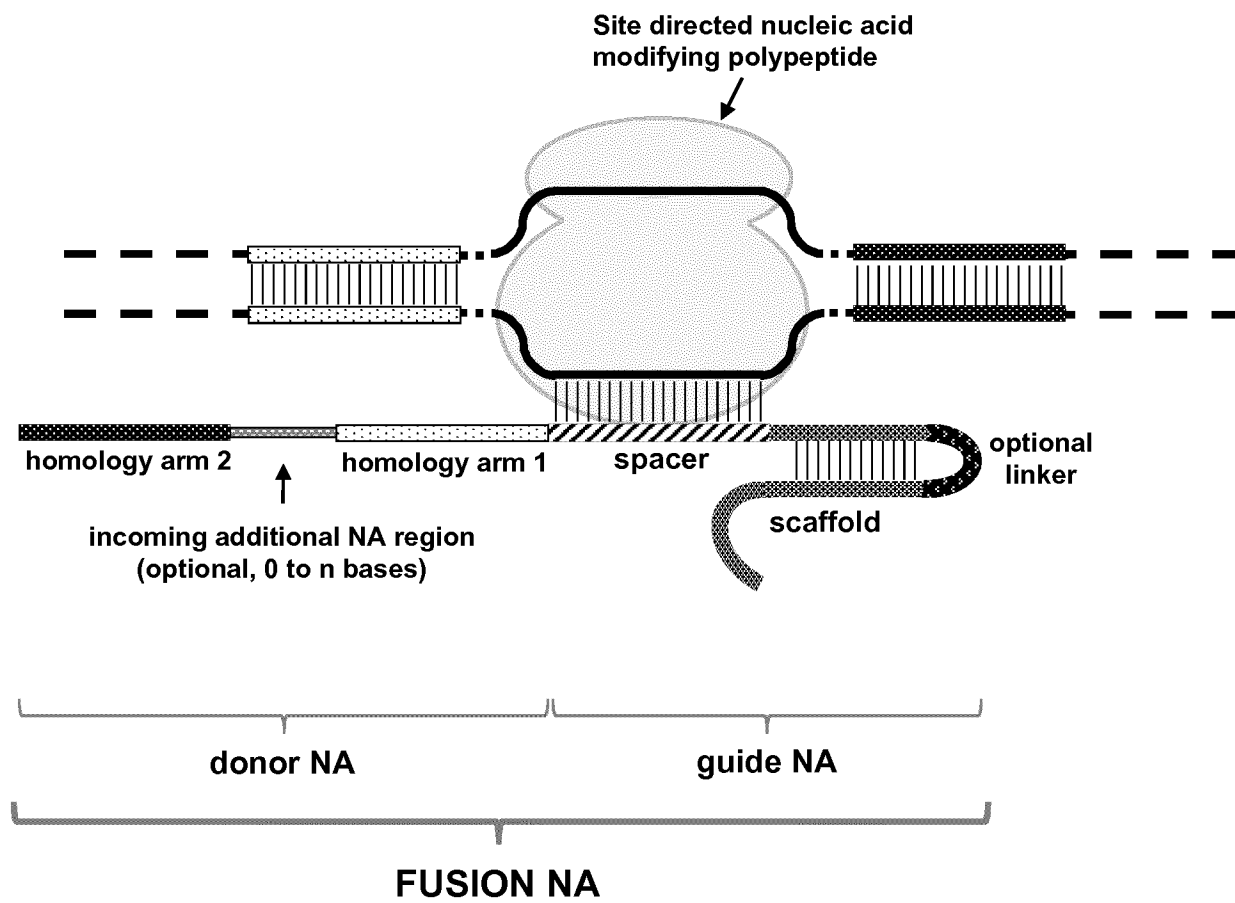 Site directed nucleic acid
modifying polypeptide
homology arm 2
homology arm 1
spacer
optional
linker
scaffold
incoming additional NA region
(optional, 0 to n bases)
donor NA
guide NA
FUSION NA